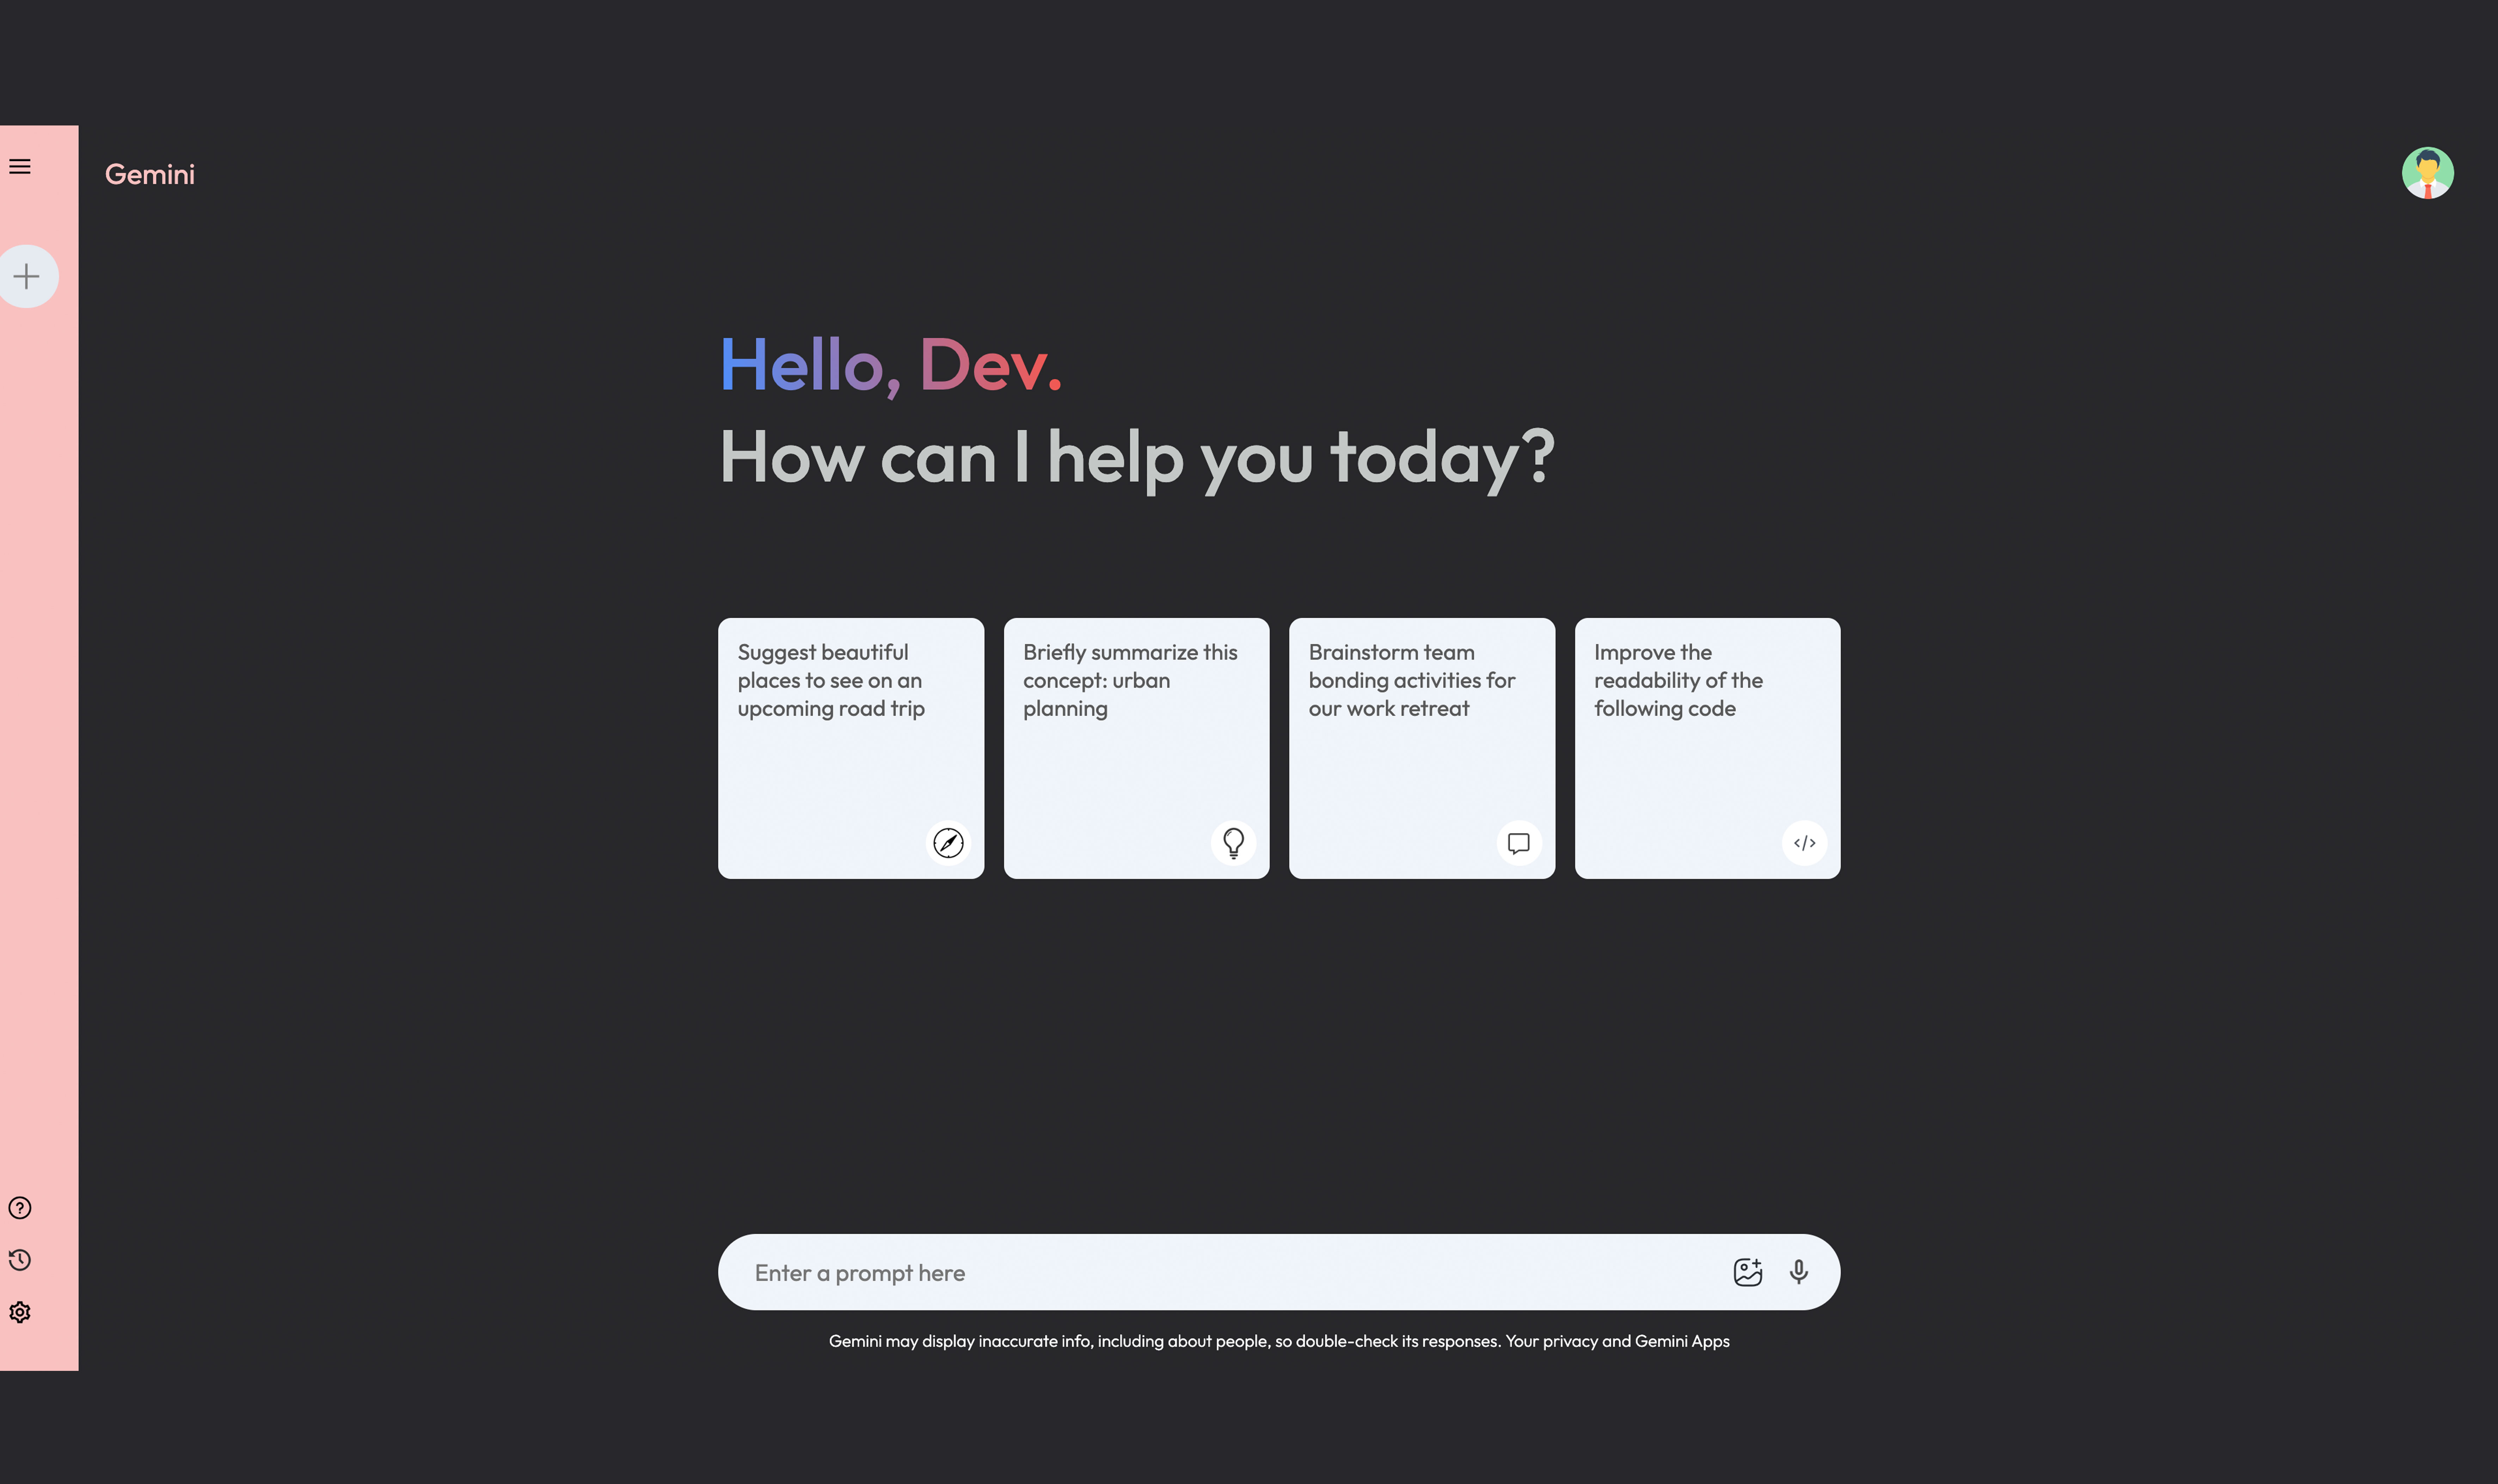 Gemini
Hello, Dev.
How can I help you today?
Suggest beautiful
places to see on an
upcoming road trip
Briefly summarize this
concept: urban
planning
Brainstorm team
bonding activities for
our work retreat
Improve the
readability of the
following code
Enter a prompt here
Gemini may display inaccurate info, including about people, so double-check its responses. Your privacy and Gemini Apps